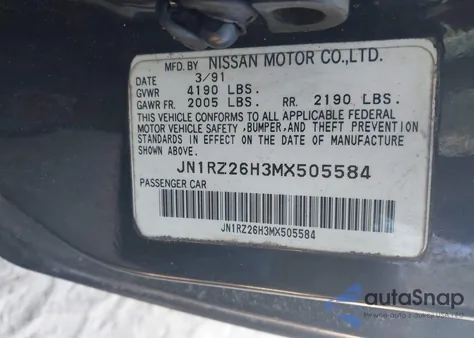 MFD. BY NISSAN MOTOR CO.,LTD.
DATE 3/91
GVWR 4190 LBS.
GAWR FR. 2005 LBS. RR. 2190 LBS.
THIS VEHICLE CONFORMS TO ALL APPLICABLE FEDERAL
MOTOR VEHICLE SAFETY ,BUMPER,AND THEFT PREVENTION
STANDARDS IN EFFECT ON THE DATE OF MANUFACTURE
SHOWN ABOVE.
JN1RZ26H3MX505584
PASSENGER CAR
JN1RZ26H3MX505584
autoSnap